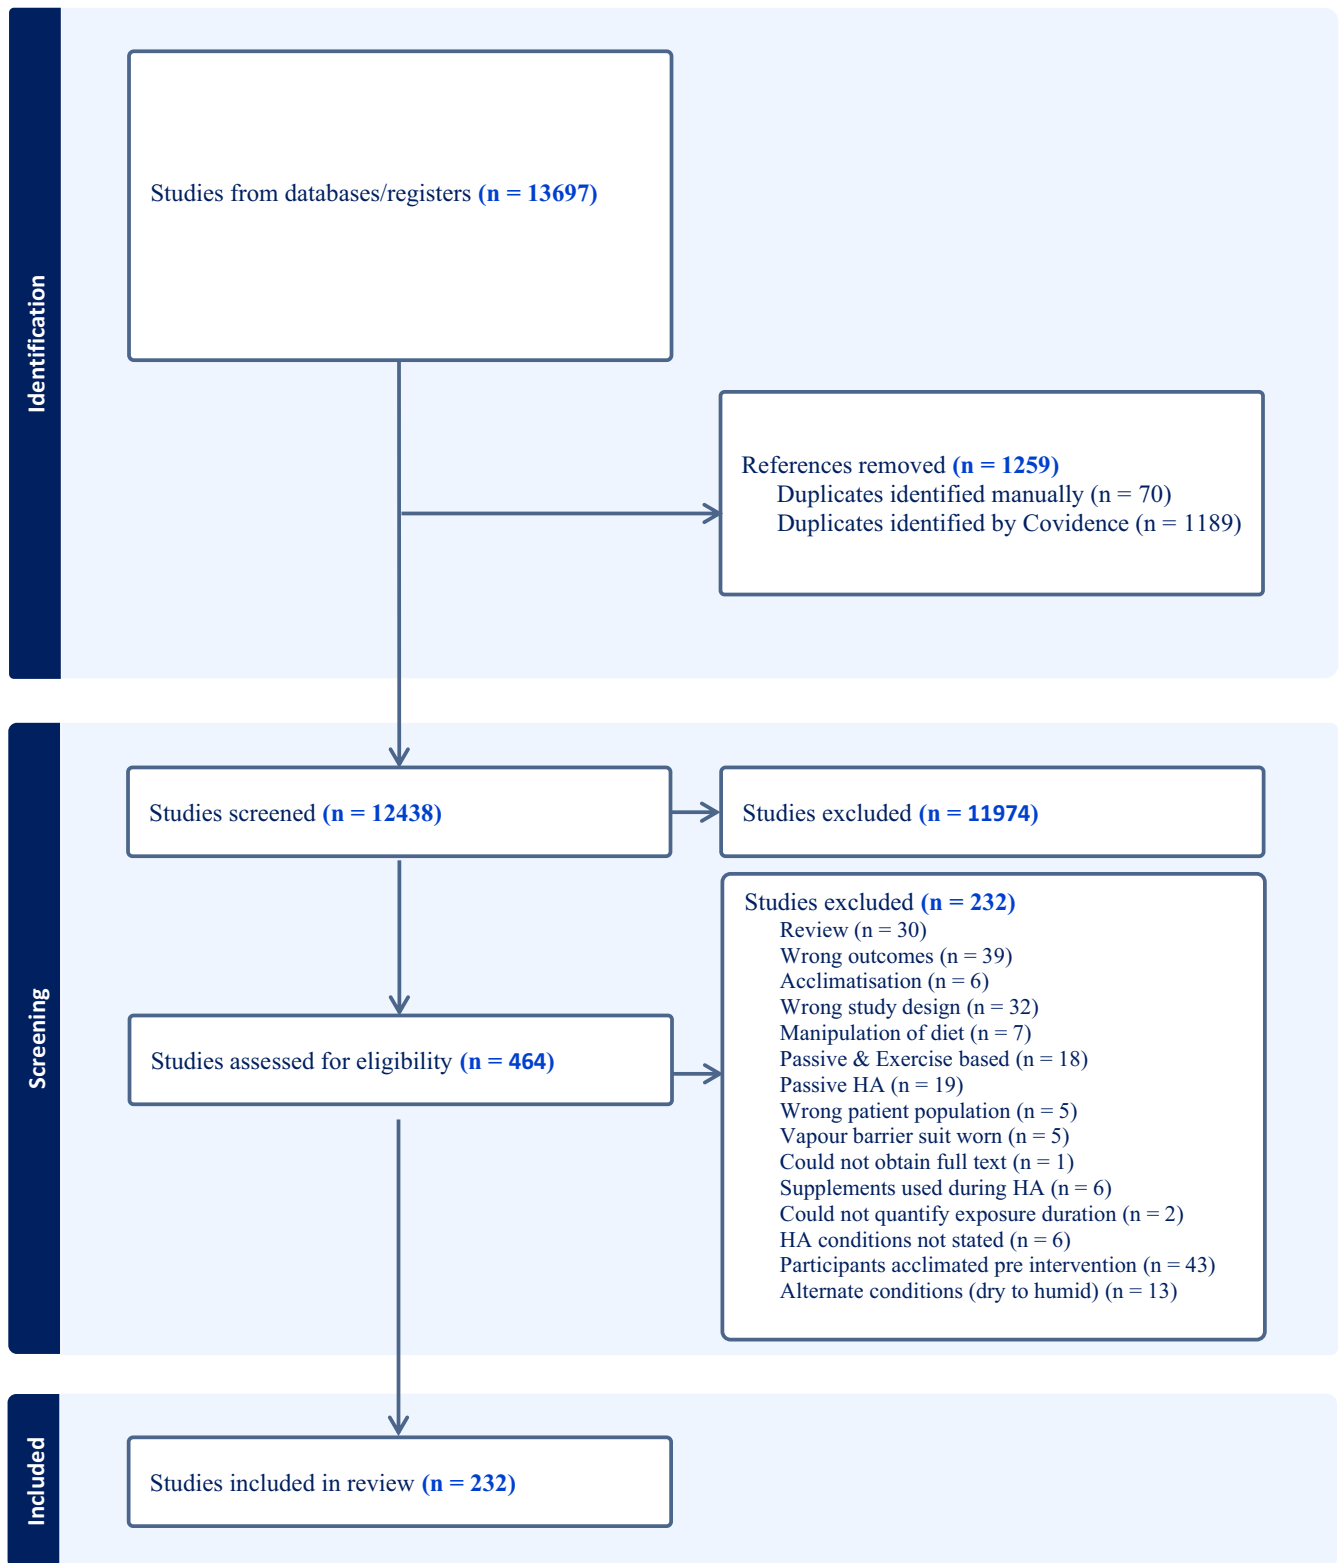 Identification
Studies from databases/registers (n = 13697)
References removed (n = 1259)
Duplicates identified manually (n = 70)
Duplicates identified by Covidence (n = 1189)
Screening
Studies screened (n = 12438)
Studies excluded (n = 11974)
Studies assessed for eligibility (n = 464)
Studies excluded (n = 232)
Review (n = 30)
Wrong outcomes (n = 39)
Acclimatisation (n = 6)
Wrong study design (n = 32)
Manipulation of diet (n = 7)
Passive & Exercise based (n = 18)
Passive HA (n = 19)
Wrong patient population (n = 5)
Vapour barrier suit worn (n = 5)
Could not obtain full text (n = 1)
Supplements used during HA (n = 6)
Could not quantify exposure duration (n = 2)
HA conditions not stated (n = 6)
Participants acclimated pre intervention (n = 43)
Alternate conditions (dry to humid) (n = 13)
Included
Studies included in review (n = 232)